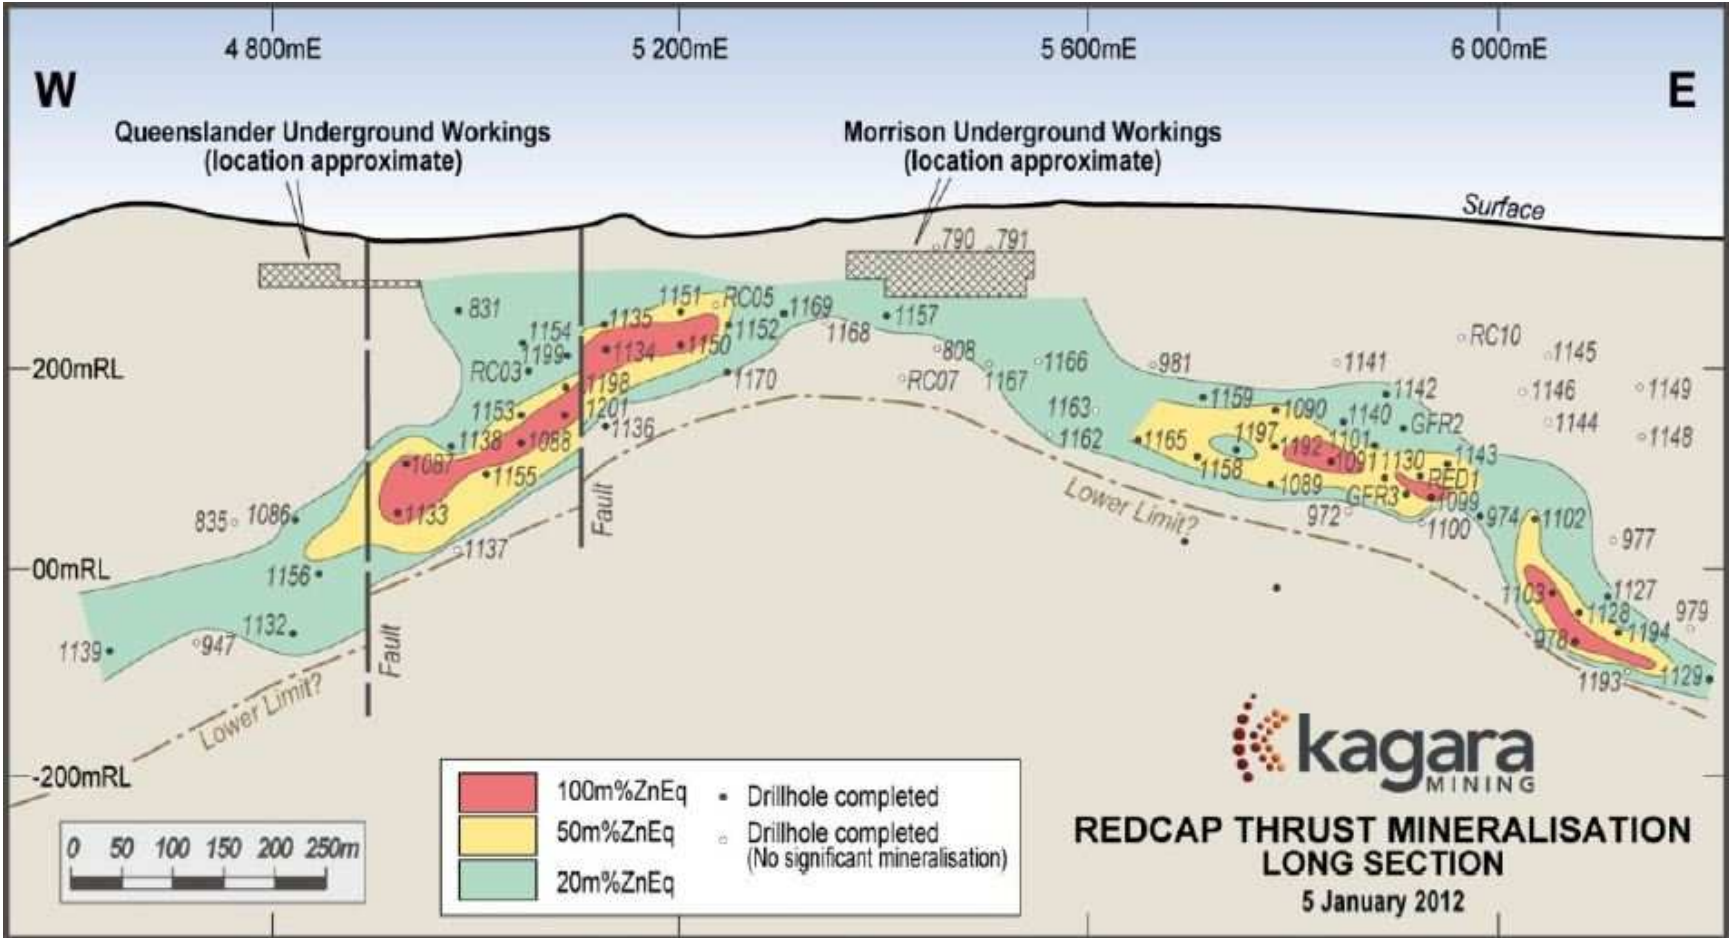 4 800mE
5 200mE
5 600mE
6 000mE
W
E
Queenslander Underground Workings
(location approximate)
Morrison Underground Workings
(location approximate)
Surface
790
791
831
1151
RC05
1169
1157
1154
1135
1152
1168
1199
1134
1150
808
1166
981
1141
RC10
1145
200mRL
RC03
1198
1170
RC07
1167
1142
1146
1149
1153
1201
1136
1163
1159
1090
1140
GFR2
1144
1148
1138
1088
1162
1165
1197
1192
1101
1091
1130
1143
1087
1155
1158
1089
GFR3
RED1
1099
835
1086
1133
1137
Fault
Lower Limit?
972
1100
974
1102
977
00mRL
1156
1103
1127
1128
979
1132
947
1139
Fault
978
1194
1193
1129
Lower Limit?
-200mRL
kagara
MINING
100m%ZnEq
Drillhole completed
50m%ZnEq
Drillhole completed
(No significant mineralisation)
20m%ZnEq
0 50 100 150 200 250m
REDCAP THRUST MINERALISATION
LONG SECTION
5 January 2012